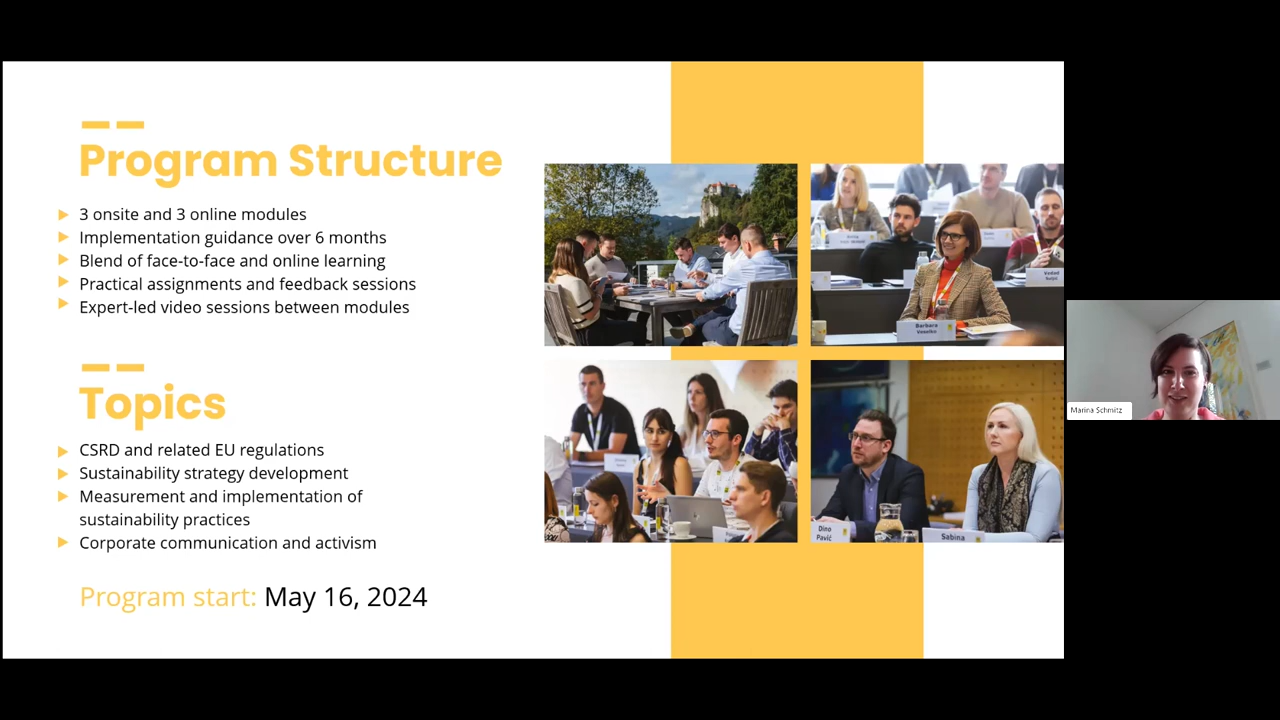 Program Structure
3 onsite and 3 online modules
Implementation guidance over 6 months
Blend of face-to-face and online learning
Practical assignments and feedback sessions
Expert-led video sessions between modules
Topics
CSRD and related EU regulations
Sustainability strategy development
Measurement and implementation of
sustainability practices
Corporate communication and activism
Program start: May 16, 2024
Barbara
Dino
Pavić
Sabina
Marina Schmitz